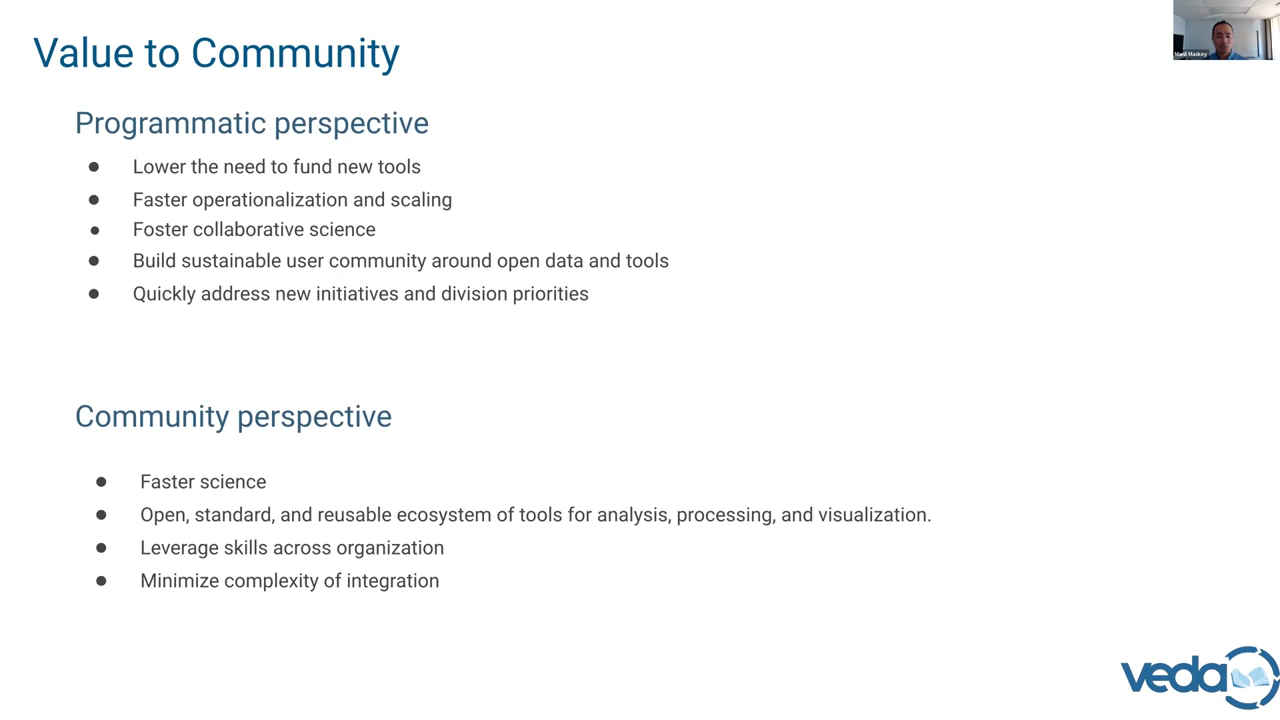 Value to Community
Manil Maskey
Programmatic perspective
● Lower the need to fund new tools
● Faster operationalization and scaling
● Foster collaborative science
● Build sustainable user community around open data and tools
● Quickly address new initiatives and division priorities
Community perspective
● Faster science
● Open, standard, and reusable ecosystem of tools for analysis, processing, and visualization.
● Leverage skills across organization
● Minimize complexity of integration
veda